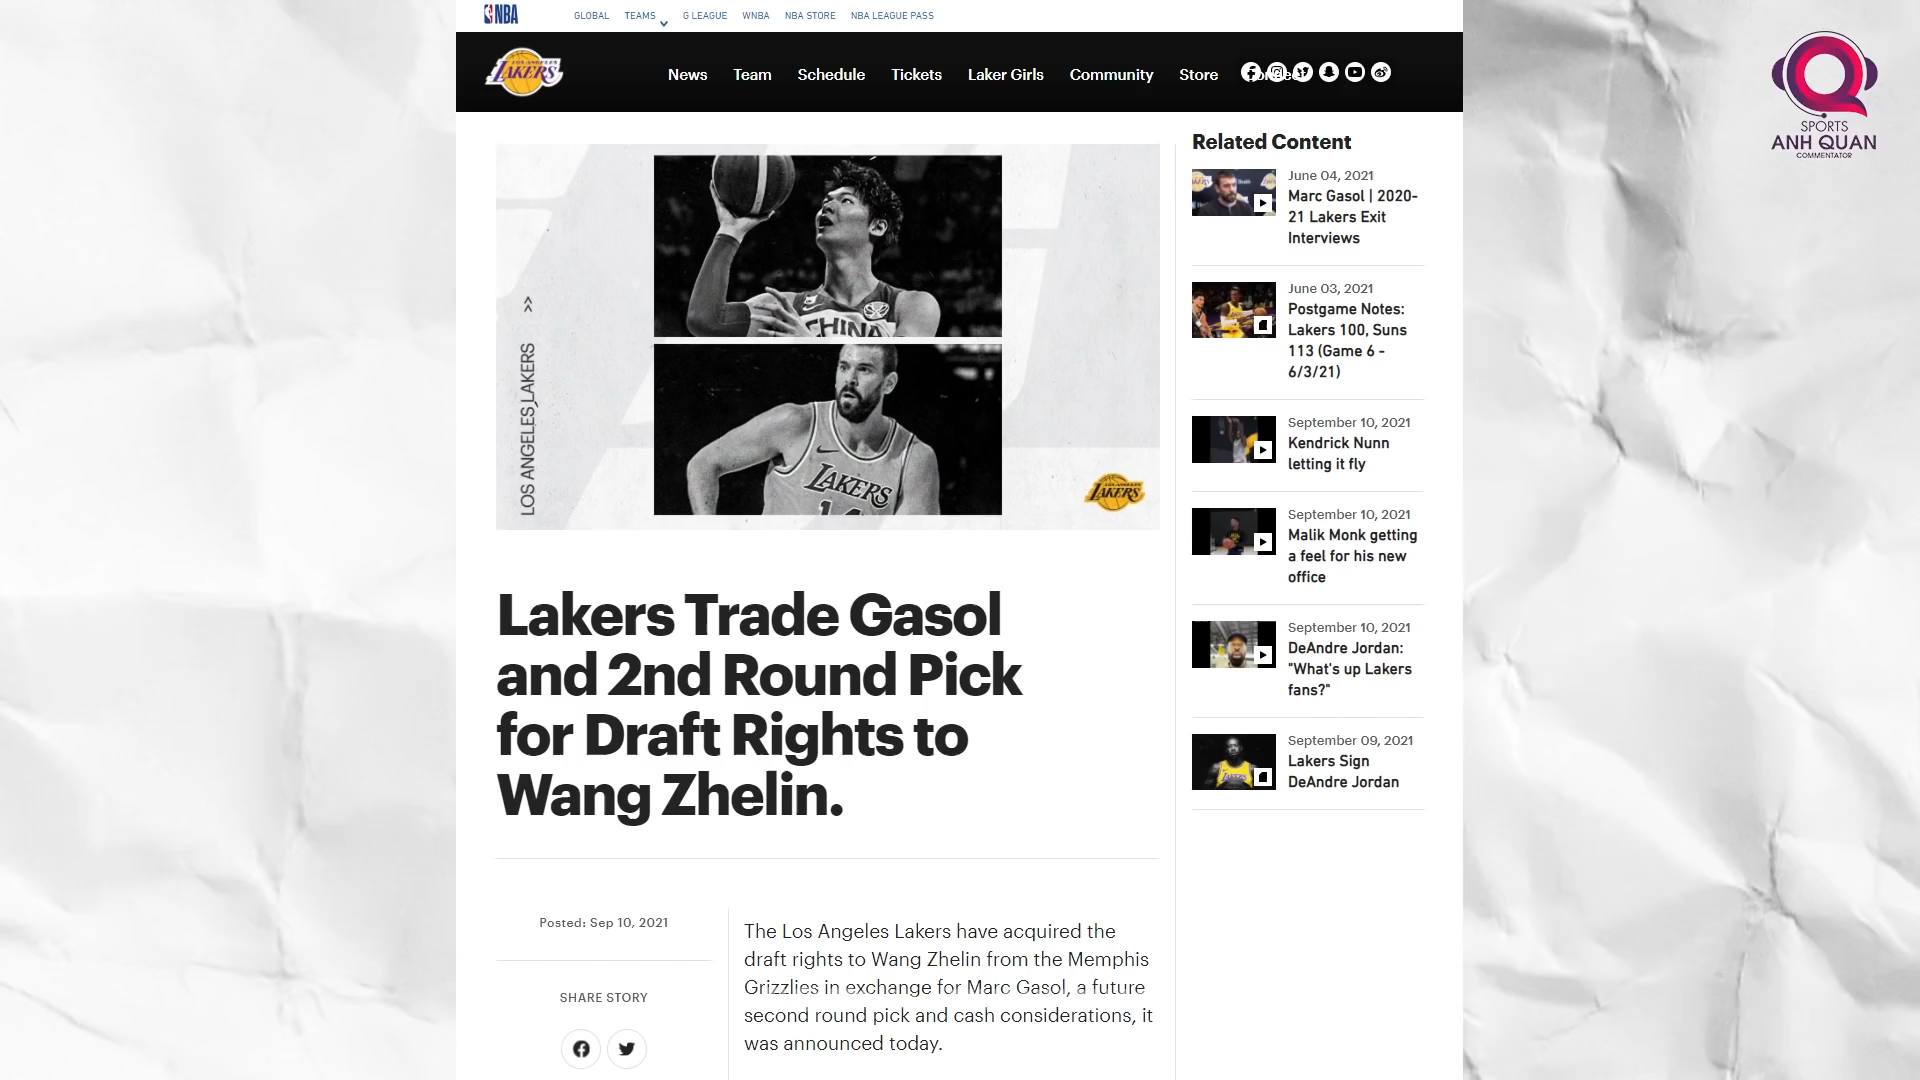 NBA
GLOBAL TEAMS G LEAGUE WNBA NBA STORE NBA LEAGUE PASS
LOS ANGELES
LAKERS
News Team Schedule Tickets Laker Girls Community Store
SPORTS
ANH QUAN
COMMENTATOR
LOS ANGELES LAKERS >>
CHINA
LAKERS
14
LOS ANGELES
LAKERS
Lakers Trade Gasol
and 2nd Round Pick
for Draft Rights to
Wang Zhelin.
Posted: Sep 10, 2021
SHARE STORY
The Los Angeles Lakers have acquired the
draft rights to Wang Zhelin from the Memphis
Grizzlies in exchange for Marc Gasol, a future
second round pick and cash considerations, it
was announced today.
Related Content
June 04, 2021
Marc Gasol | 2020-
21 Lakers Exit
Interviews
June 03, 2021
Postgame Notes:
Lakers 100, Suns
113 (Game 6 -
6/3/21)
September 10, 2021
Kendrick Nunn
letting it fly
September 10, 2021
Malik Monk getting
a feel for his new
office
September 10, 2021
DeAndre Jordan:
"What's up Lakers
fans?"
September 09, 2021
Lakers Sign
DeAndre Jordan